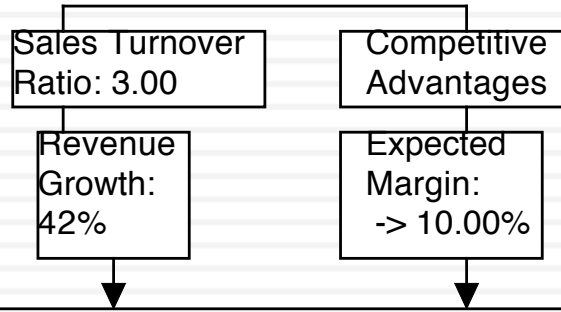 Sales Turnover
Ratio: 3.00
Competitive
Advantages
Revenue
Growth:
42%
Expected
Margin:
-> 10.00%